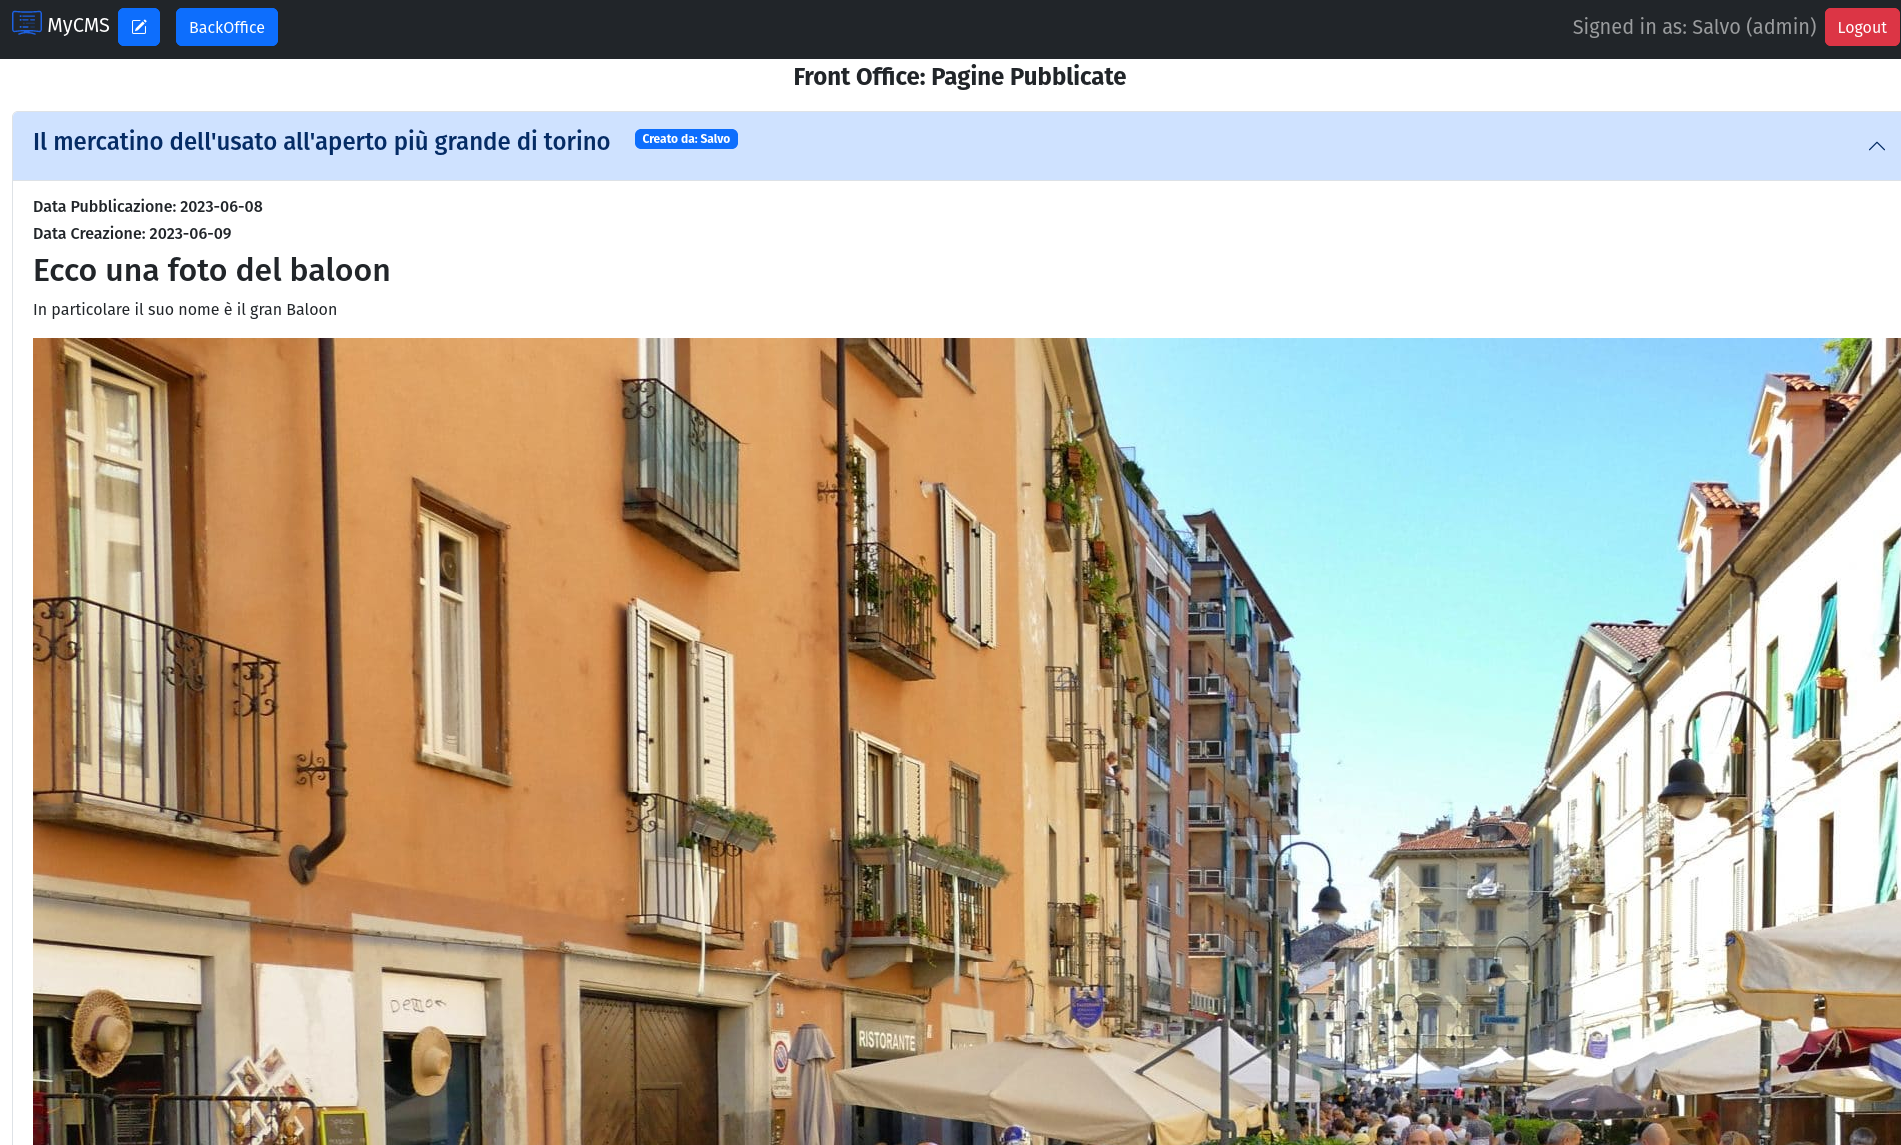 MyCMS
BackOffice
Signed in as: Salvo (admin)
Logout
Front Office: Pagine Pubblicate
Il mercatino dell'usato all'aperto più grande di torino
Creato da: Salvo
Data Pubblicazione: 2023-06-08
Data Creazione: 2023-06-09
Ecco una foto del baloon
In particolare il suo nome è il gran Baloon
RISTORANTE